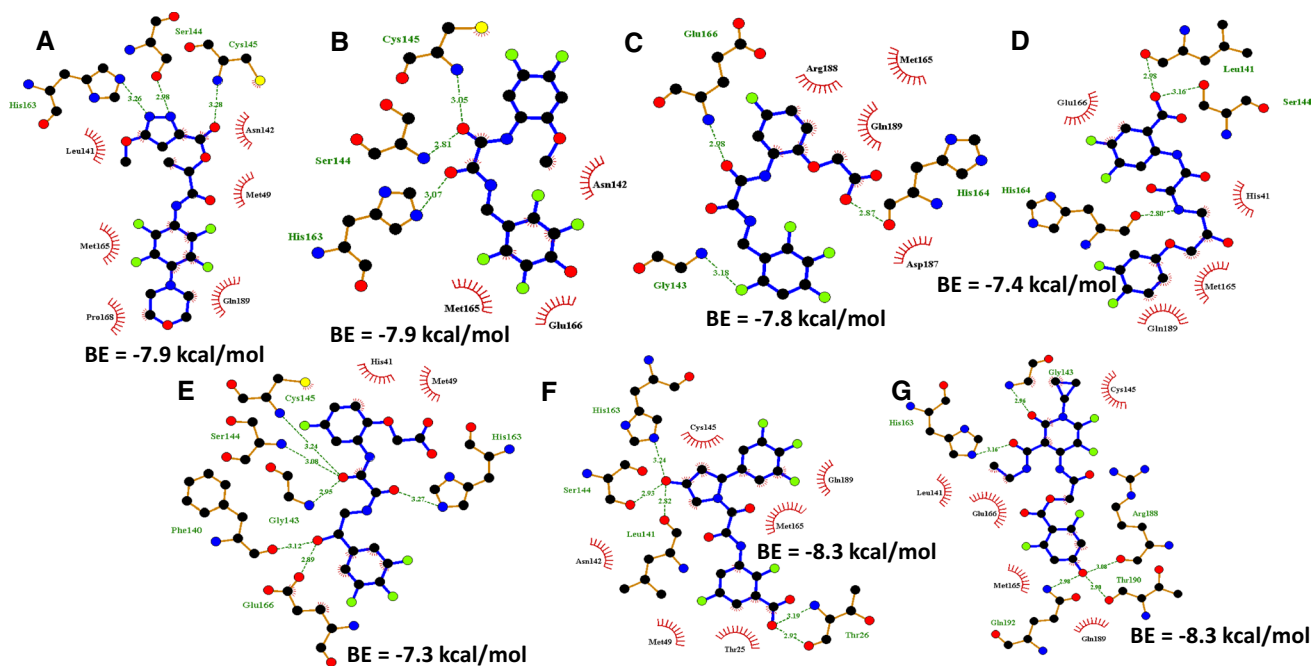 A
Ser144
Cys145
His163
3.26
2.98
3.28
Leu141
Asn142
Met49
Met165
Gln189
Pro168
BE = -7.9 kcal/mol
B
Cys145
3.05
Ser144
2.81
3.07
Asn142
His163
Met165
Glu166
BE = -7.9 kcal/mol
C
Glu166
Arg188
Met165
Gln189
2.98
His164
2.87
Asp187
Gly143
3.18
BE = -7.8 kcal/mol
D
Leu141
2.98
3.16
Glu166
Ser144
His164
His41
2.80
Met165
Gln189
BE = -7.4 kcal/mol
E
His41
Met49
Cys145
Ser144
His163
3.24
3.08
2.95
3.27
Gly143
Phe140
3.12
2.89
Glu166
BE = -7.3 kcal/mol
F
His163
Cys145
3.24
Gln189
Ser144
2.93
2.82
Met165
Leu141
Asn142
BE = -8.3 kcal/mol
3.19
2.92
Met49
Thr25
Thr26
G
Gly143
Cys145
His163
3.16
Leu141
Glu166
Arg188
Met165
Thr190
Gln192
Gln189
BE = -8.3 kcal/mol